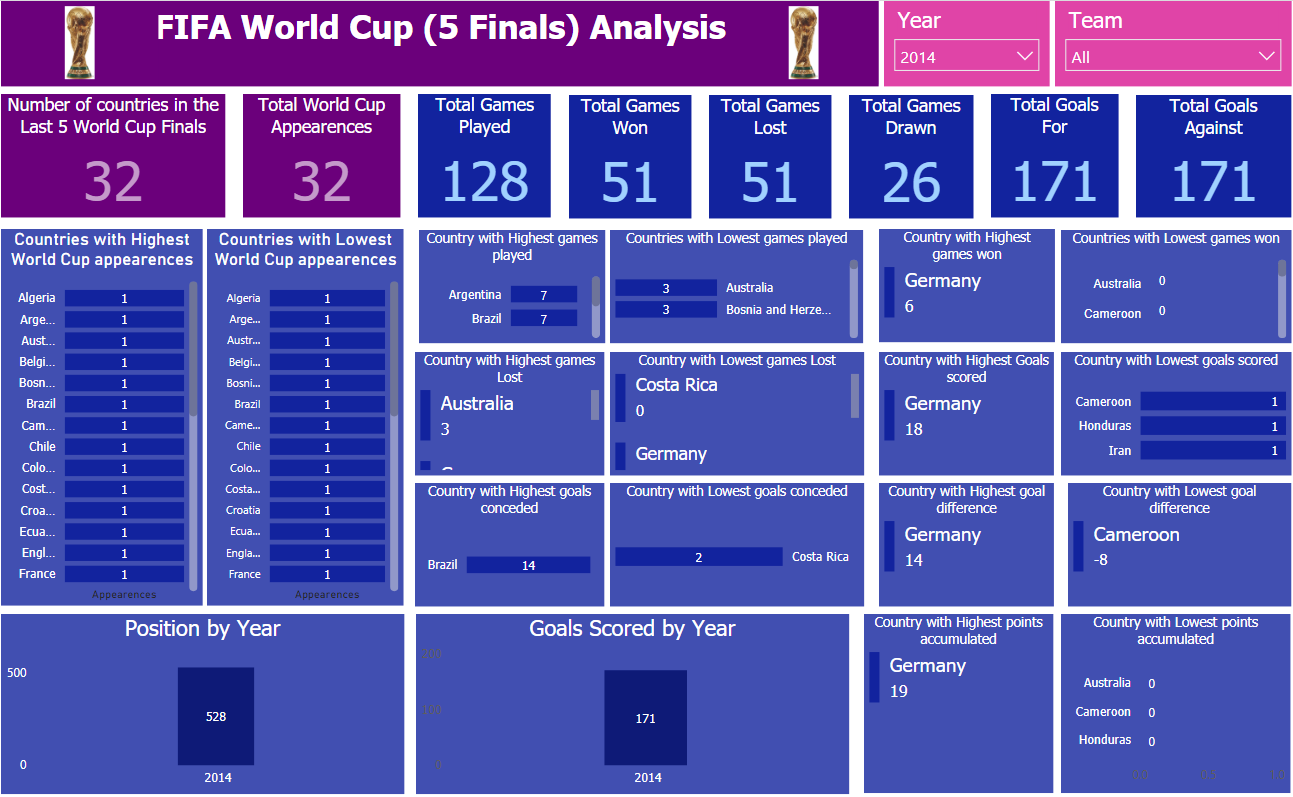 FIFA World Cup (5 Finals) Analysis
Year
2014
Team
All
Number of countries in the
Last 5 World Cup Finals
32
Total World Cup
Appearences
32
Total Games
Played
128
Total Games
Won
51
Total Games
Lost
51
Total Games
Drawn
26
Total Goals
For
171
Total Goals
Against
171
Countries with Highest
World Cup appearences
Algeria 1
Arge... 1
Aust... 1
Belgi... 1
Bosn... 1
Brazil 1
Cam... 1
Chile 1
Colo... 1
Cost... 1
Croa... 1
Ecua... 1
Engl... 1
France 1
Appearences
Countries with Lowest
World Cup appearences
Algeria 1
Arge... 1
Austr... 1
Belgi... 1
Bosni... 1
Brazil 1
Came... 1
Chile 1
Colo... 1
Costa... 1
Croatia 1
Ecua... 1
Engla... 1
France 1
Appearences
Country with Highest games
played
Argentina 7
Brazil 7
Countries with Lowest games played
3 Australia
3 Bosnia and Herze...
Country with Highest
games won
Germany
6
Countries with Lowest games won
Australia 0
Cameroon 0
Country with Highest games
Lost
Australia
3
Country with Lowest games Lost
Costa Rica
0
Germany
Country with Highest Goals
scored
Germany
18
Country with Lowest goals scored
Cameroon 1
Honduras 1
Iran 1
Country with Highest goals
conceded
Brazil 14
Country with Lowest goals conceded
2 Costa Rica
Country with Highest goal
difference
Germany
14
Country with Lowest goal
difference
Cameroon
-8
Position by Year
500
528
0
2014
Goals Scored by Year
200
100
171
0
2014
Country with Highest points
accumulated
Germany
19
Country with Lowest points
accumulated
Australia 0
Cameroon 0
Honduras 0
0.0 0.5 1.0